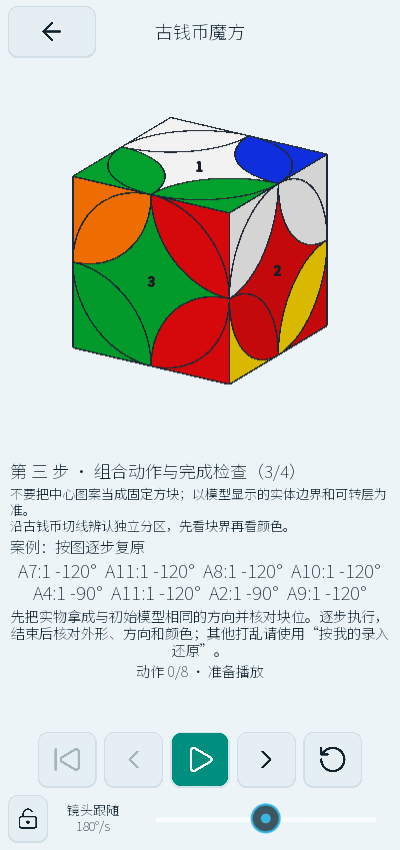 古钱币魔方
1
2
3
第三步 · 组合动作与完成检查（3/4）
不要把中心图案当成固定方块；以模型显示的实体边界和可转层为
准。
沿古钱币切线辨认独立分区，先看块界再看颜色。
案例：按图逐步复原
A7:1 -120° A11:1 -120° A8:1 -120° A10:1 -120°
A4:1 -90° A11:1 -120° A2:1 -90° A9:1 -120°
先把实物拿成与初始模型相同的方向并核对块位。逐步执行，
结束后核对外形、方向和颜色；其他打乱请使用“按我的录入
还原”。
动作 0/8 · 准备播放
镜头跟随
180°/s